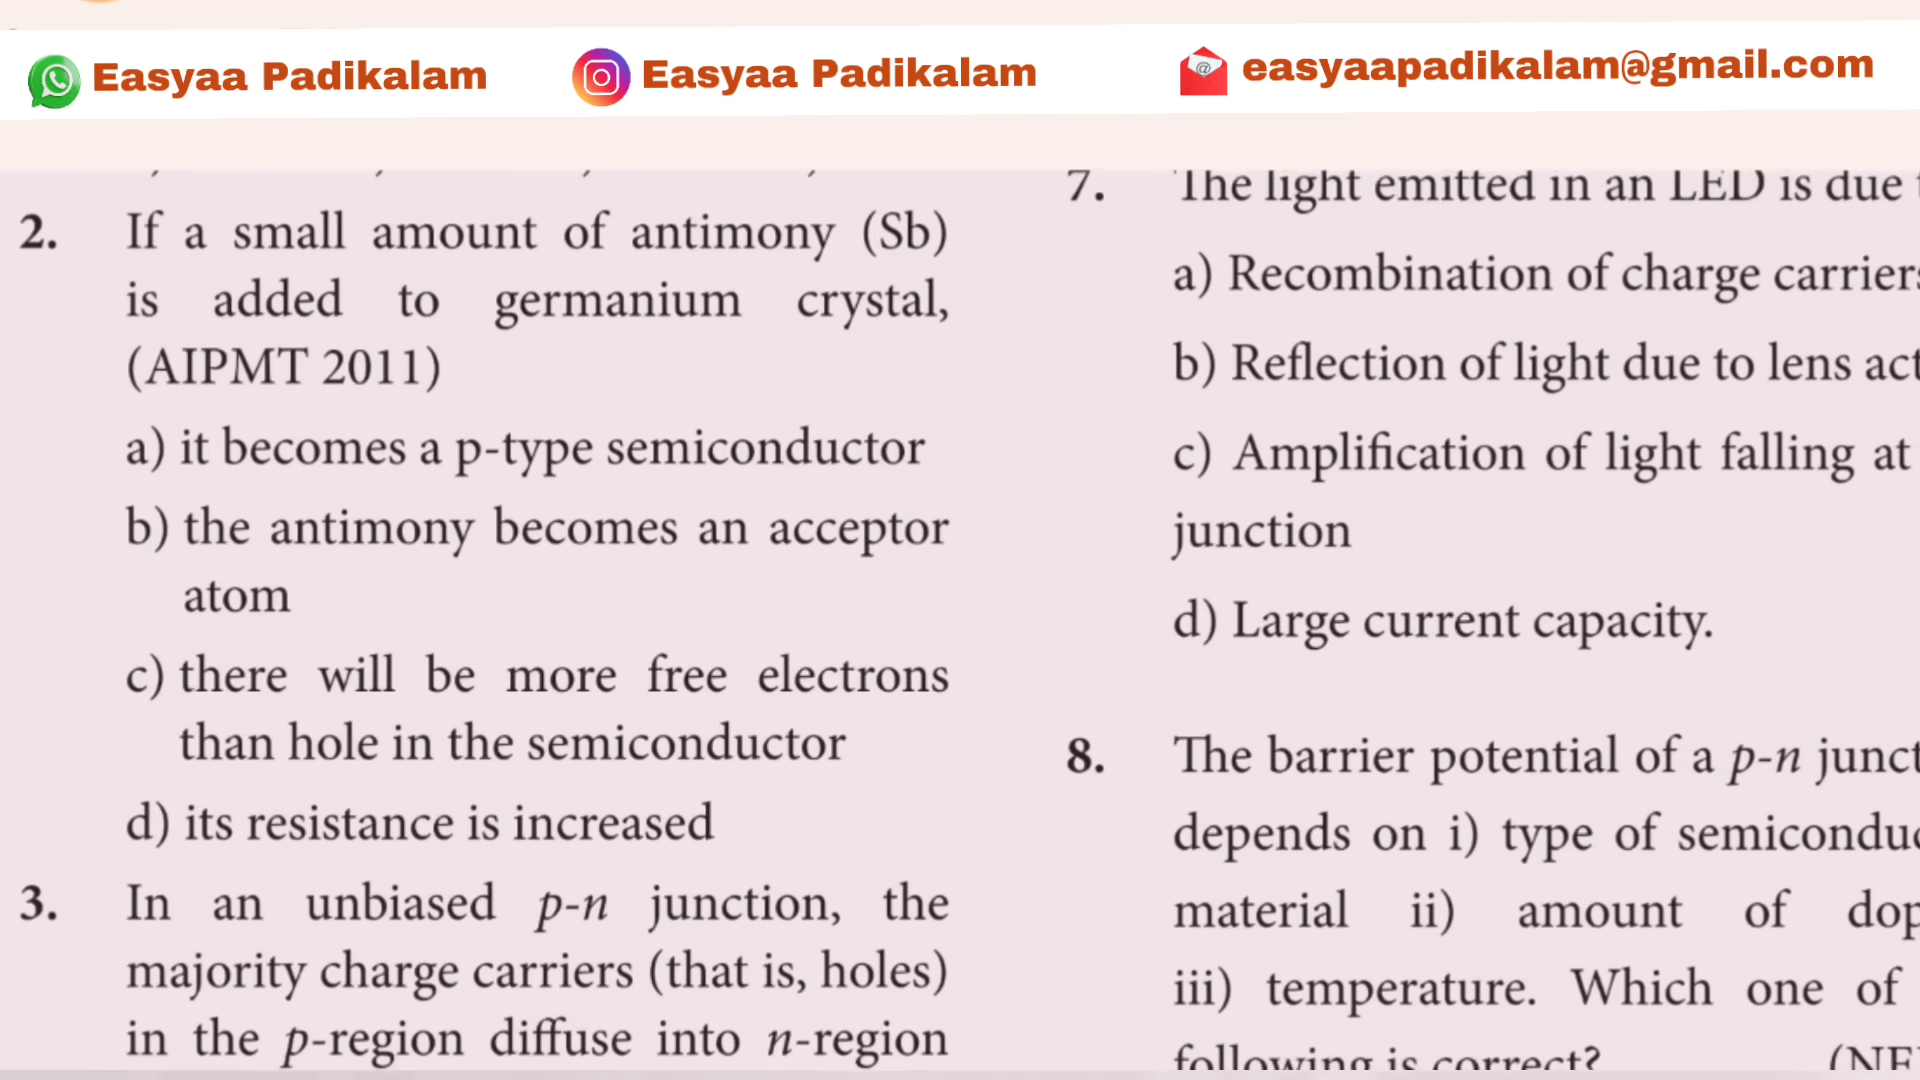 Easyaa Padikalam
Easyaa Padikalam
easyaapadikalam@gmail.com
2. If a small amount of antimony (Sb)
is added to germanium crystal,
(AIPMT 2011)
a) it becomes a p-type semiconductor
b) the antimony becomes an acceptor
atom
c) there will be more free electrons
than hole in the semiconductor
d) its resistance is increased
3. In an unbiased p-n junction, the
majority charge carriers (that is, holes)
in the p-region diffuse into n-region
7. The light emitted in an LED is due
a) Recombination of charge carriers
b) Reflection of light due to lens act
c) Amplification of light falling at
junction
d) Large current capacity.
8. The barrier potential of a p-n junct
depends on i) type of semiconduc
material ii) amount of dop
iii) temperature. Which one of
following is correct? (NE